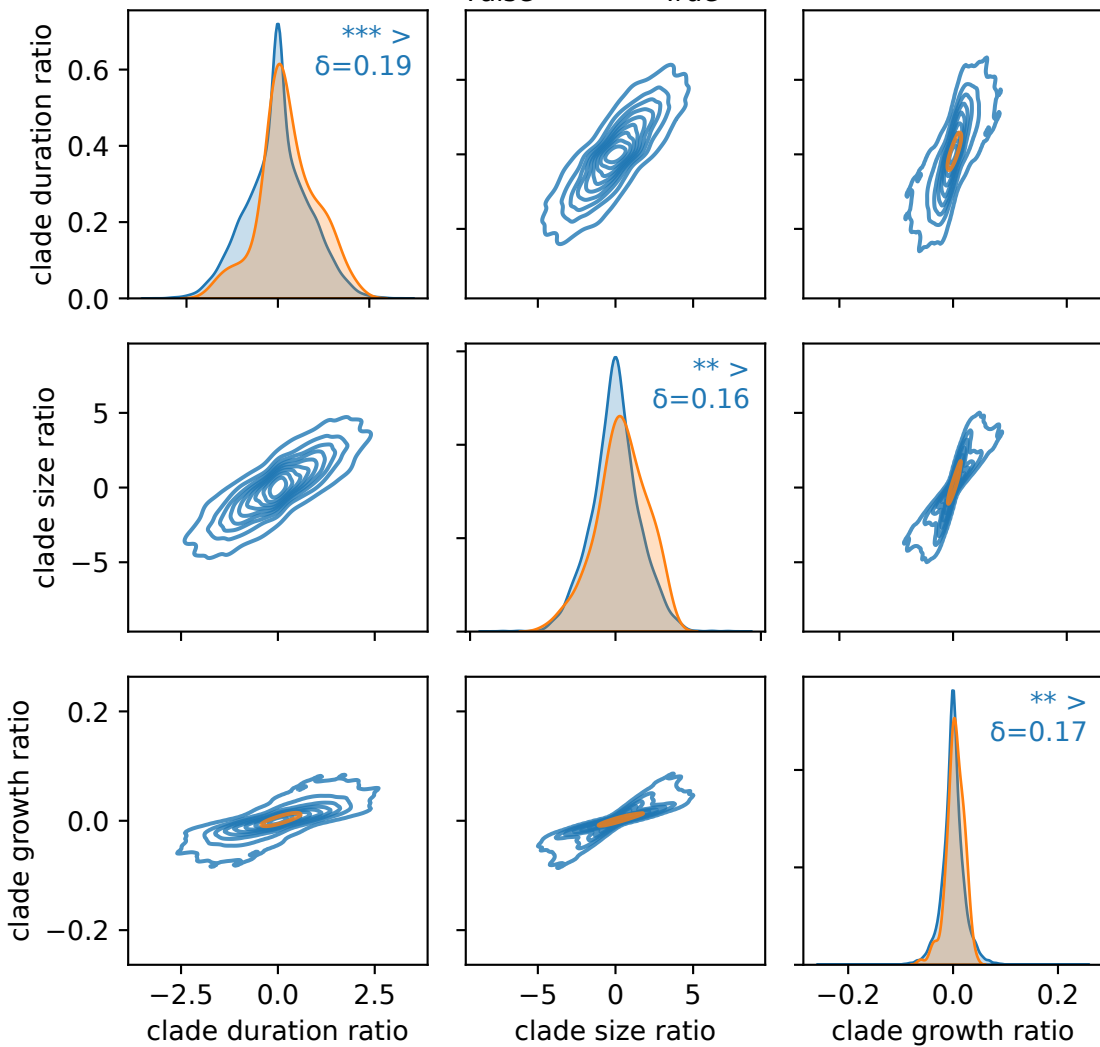 *** >
δ=0.19
clade duration ratio
0.6
0.4
0.2
0.0
** >
δ=0.16
clade size ratio
5
0
−5
** >
δ=0.17
clade growth ratio
0.2
0.0
−0.2
−2.5 0.0 2.5
−5 0 5
−0.2 0.0 0.2
clade duration ratio
clade size ratio
clade growth ratio